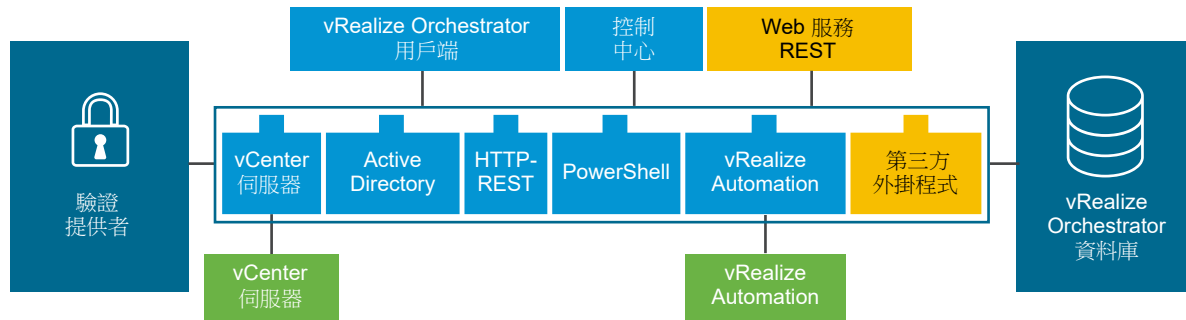 vRealize Orchestrator
用戶端
控制
中心
Web 服務
REST
驗證
提供者
vCenter
伺服器
Active
Directory
HTTP-
REST
PowerShell
vRealize
Automation
第三方
外掛程式
vRealize
Orchestrator
資料庫
vCenter
伺服器
vRealize
Automation